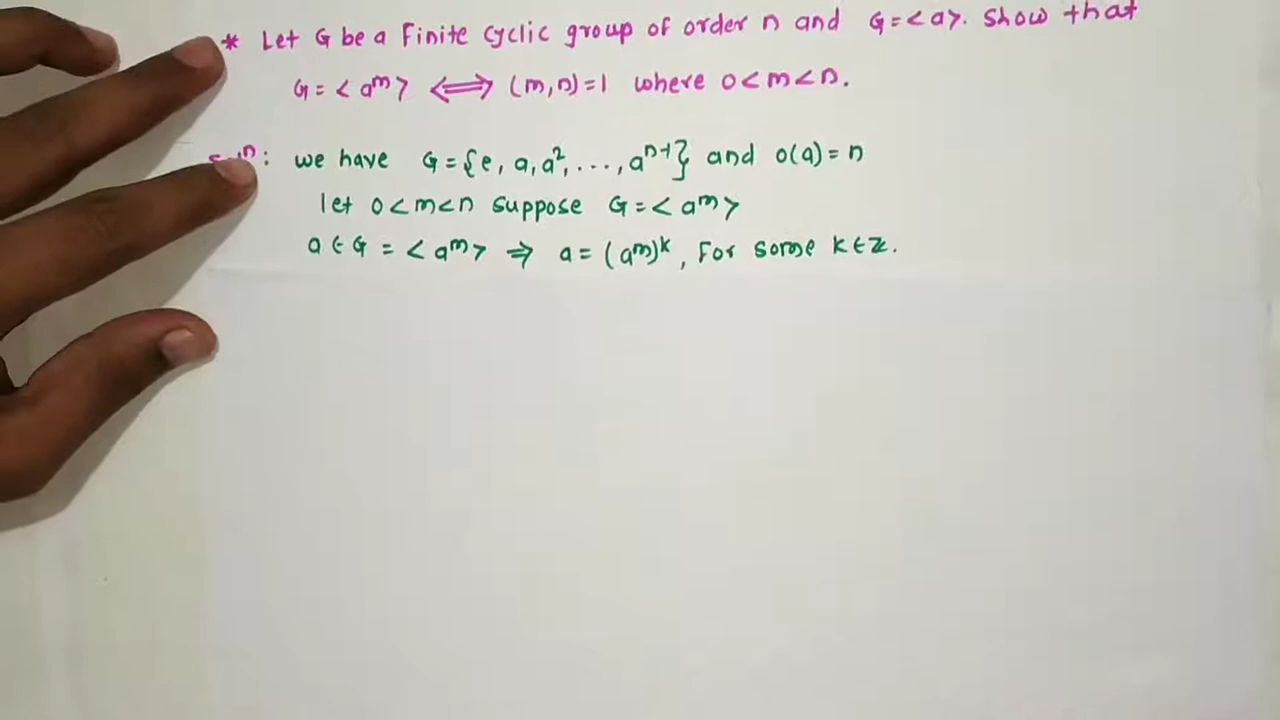 * Let G be a Finite cyclic group of order n and G=<a>. Show that
G = <a^m> ⟺ (m,n)=1 where 0<m<n.
we have G={e, a, a², ..., a^{n-1}} and o(a)=n
let 0<m<n suppose G=<a^m>
a ∈ G = <a^m> ⇒ a = (a^m)^k, For some k∈ℤ.